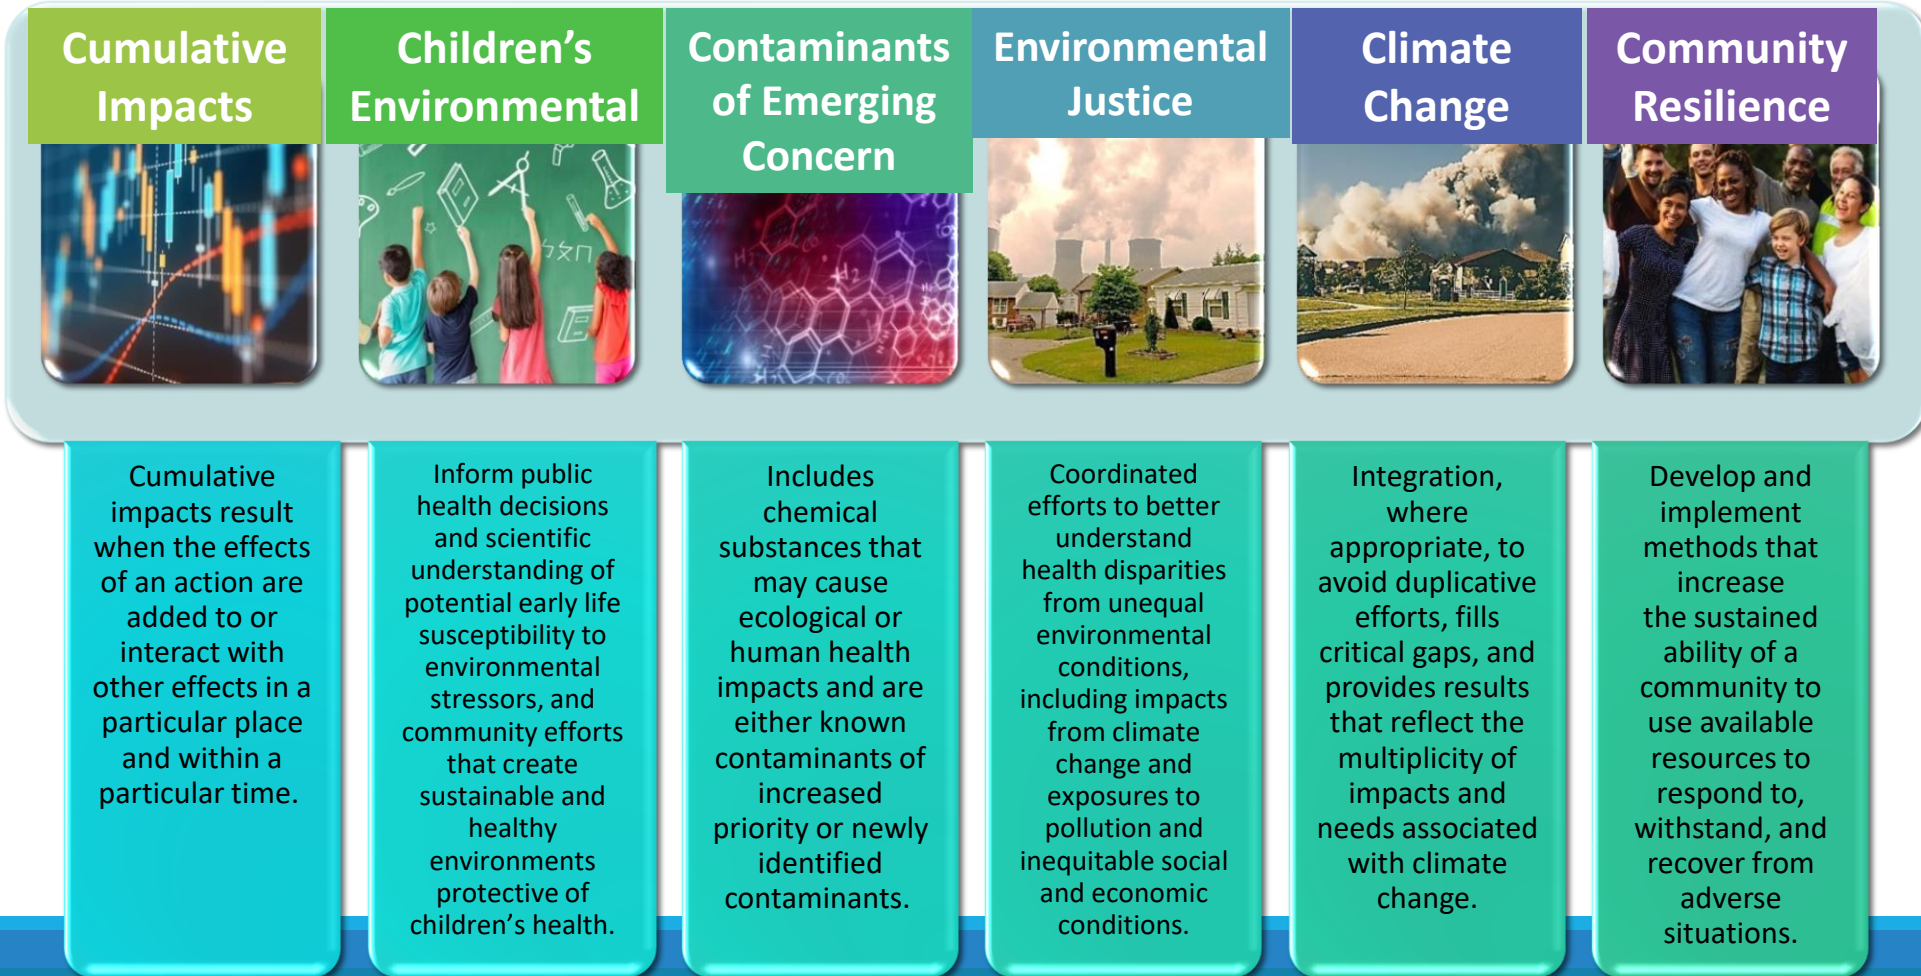 Cumulative
Impacts
Children's
Environmental
Contaminants
of Emerging
Concern
Environmental
Justice
Climate
Change
Community
Resilience
H₂
H₂
Cumulative
impacts result
when the effects
of an action are
added to or
interact with
other effects in a
particular place
and within a
particular time.
Inform public
health decisions
and scientific
understanding of
potential early life
susceptibility to
environmental
stressors, and
community efforts
that create
sustainable and
healthy
environments
protective of
children's health.
Includes
chemical
substances that
may cause
ecological or
human health
impacts and are
either known
contaminants of
increased
priority or newly
identified
contaminants.
Coordinated
efforts to better
understand
health disparities
from unequal
environmental
conditions,
including impacts
from climate
change and
exposures to
pollution and
inequitable social
and economic
conditions.
Integration,
where
appropriate, to
avoid duplicative
efforts, fills
critical gaps, and
provides results
that reflect the
multiplicity of
impacts and
needs associated
with climate
change.
Develop and
implement
methods that
increase
the sustained
ability of a
community to
use available
resources to
respond to,
withstand, and
recover from
adverse
situations.